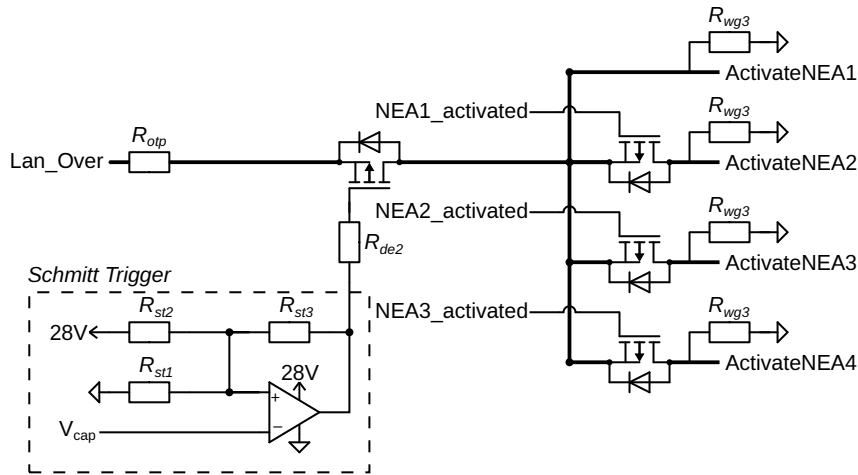 R_wg3
ActivateNEA1
NEA1_activated
R_wg3
R_otp
Lan_Over
ActivateNEA2
NEA2_activated
R_wg3
R_de2
ActivateNEA3
Schmitt Trigger
R_st2
R_st3
NEA3_activated
R_wg3
28V
ActivateNEA4
R_st1
28V
+
V_cap
−